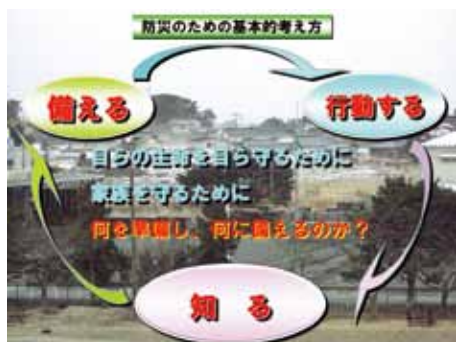 防災のための基本的考え方
備える
行動する
自らの生命を自ら守るために
家族を守るために
何を準備し、何に備えるのか？
知る